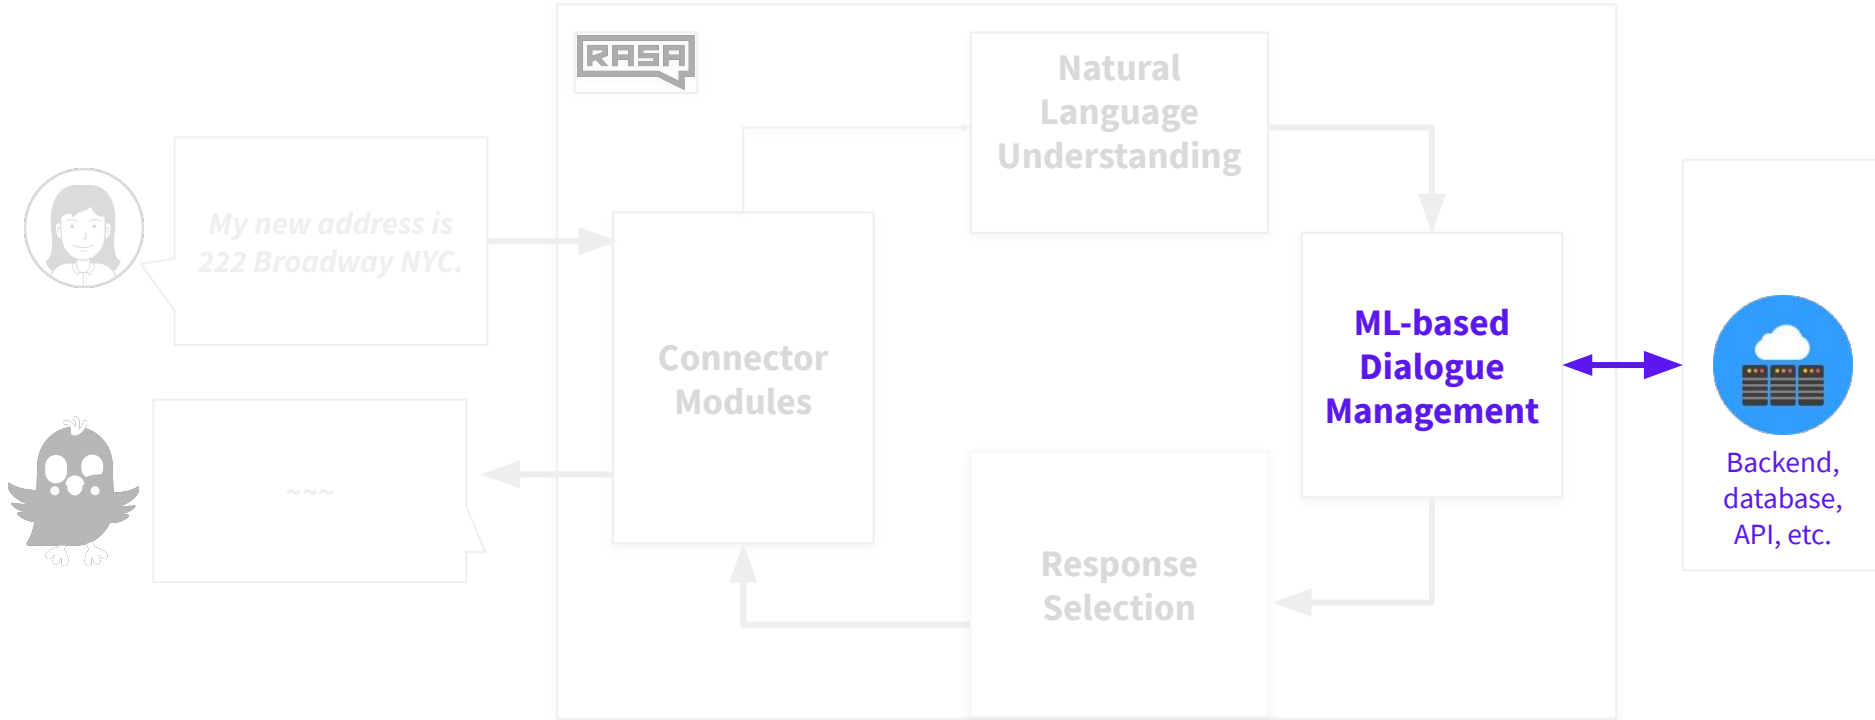 RASA
Natural
Language
Understanding
My new address is
222 Broadway NYC.
Connector
Modules
ML-based
Dialogue
Management
~~~
Response
Selection
Backend,
database,
API, etc.